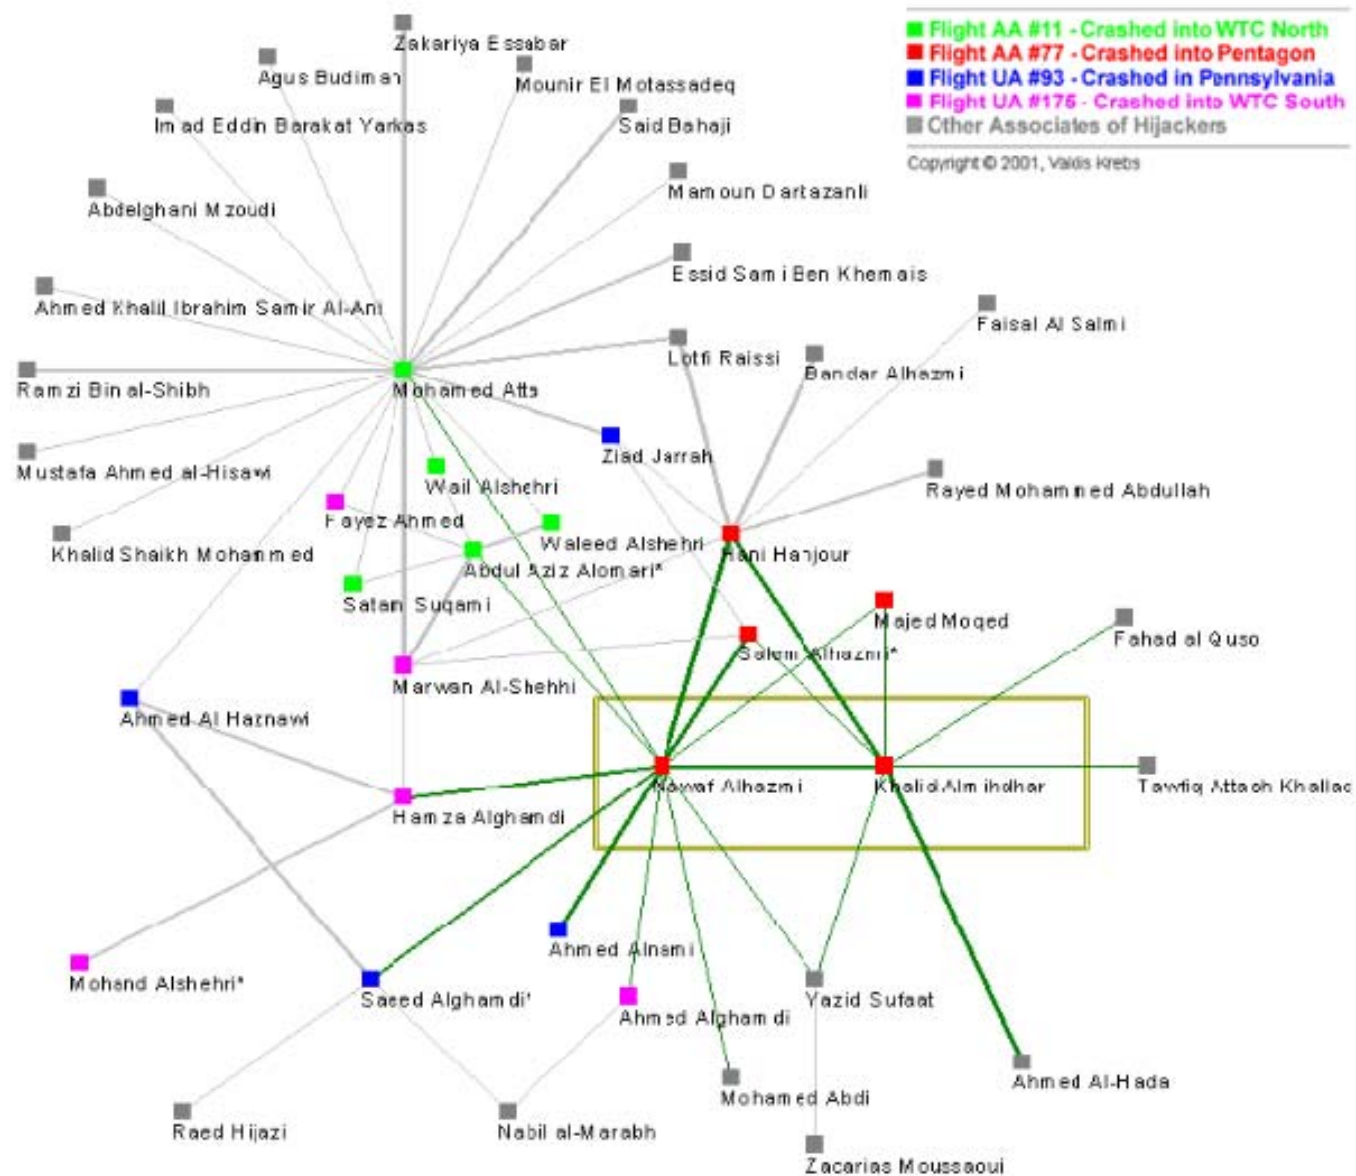 Flight AA #11 - Crashed into WTC North
Flight AA #77 - Crashed into Pentagon
Flight UA #93 - Crashed in Pennsylvania
Flight UA #175 - Crashed into WTC South
Other Associates of Hijackers
Copyright © 2001, Valdis Krebs
Zakariya Essabar
Agus Budiman
Mounir El Motassadeq
Imad Eddin Barakat Yarkas
Said Bahaji
Mamoun Darkazanli
Abdelghani Mzoudi
Essid Sami Ben Khemais
Ahmed Khalil Ibrahim Samir Al-Ani
Faisal Al Salmi
Lotfi Raissi
Bandar Alhazmi
Ramzi Bin al-Shibh
Mohamed Atta
Ziad Jarrah
Mustafa Ahmed al-Hisawi
Wail Alshehri
Rayed Mohammed Abdullah
Fayez Ahmed
Khalid Shaikh Mohammed
Waleed Alshehri
Hani Hanjour
Abdul Aziz Alomari*
Satam Suqami
Majed Moqed
Fahad al Quso
Salem Alhazmi*
Marwan Al-Shehhi
Ahmed Al Haznawi
Nawaf Alhazmi
Khalid Almihdhar
Tawfiq Attash Khallad
Hamza Alghamdi
Ahmed Alnami
Mohand Alshehri*
Saeed Alghamdi*
Yazid Sufaat
Ahmed Alghamdi
Ahmed Al-Hada
Mohamed Abdi
Raed Hijazi
Nabil al-Marabh
Zacarias Moussaoui